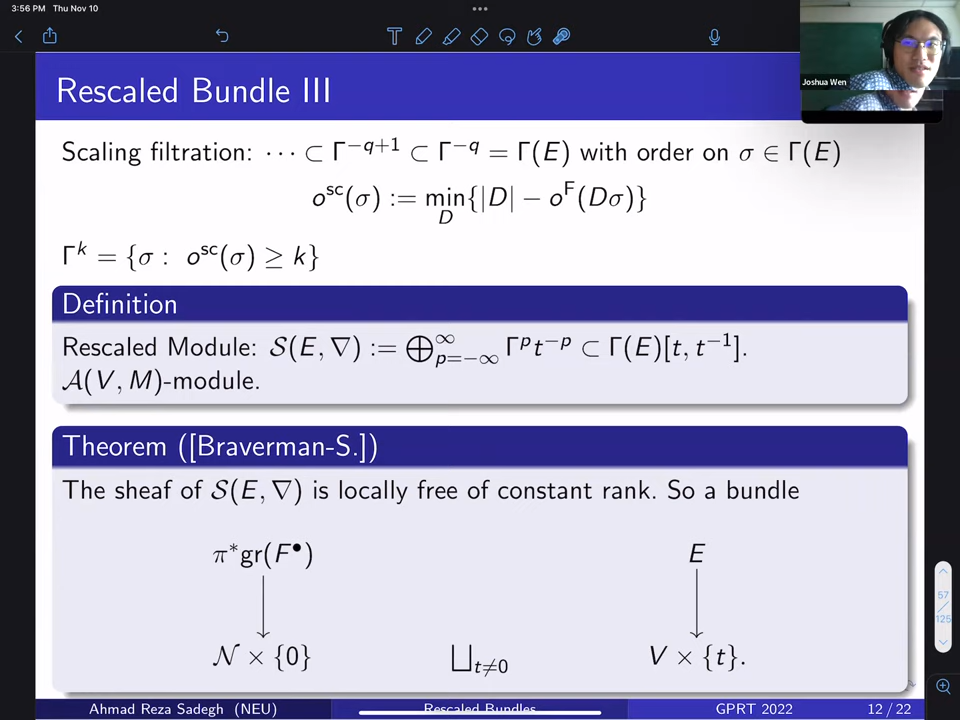 3:56 PM Thu Nov 10
Joshua Wen
Rescaled Bundle III
Scaling filtration: ··· ⊂ Γ^{−q+1} ⊂ Γ^{−q} = Γ(E) with order on σ ∈ Γ(E)
o^{sc}(σ) := min_D{|D| − o^F(Dσ)}
Γ^k = {σ : o^{sc}(σ) ≥ k}
Definition
Rescaled Module: 𝒮(E, ∇) := ⊕_{p=−∞}^{∞} Γ^p t^{−p} ⊂ Γ(E)[t, t^{−1}].
𝒜(V, M)-module.
Theorem ([Braverman-S.])
The sheaf of 𝒮(E, ∇) is locally free of constant rank. So a bundle
π*gr(F^•) E
𝒩 × {0} ⨆_{t≠0} V × {t}.
57
/
125
Ahmad Reza Sadegh (NEU) Rescaled Bundles GPRT 2022 12 / 22